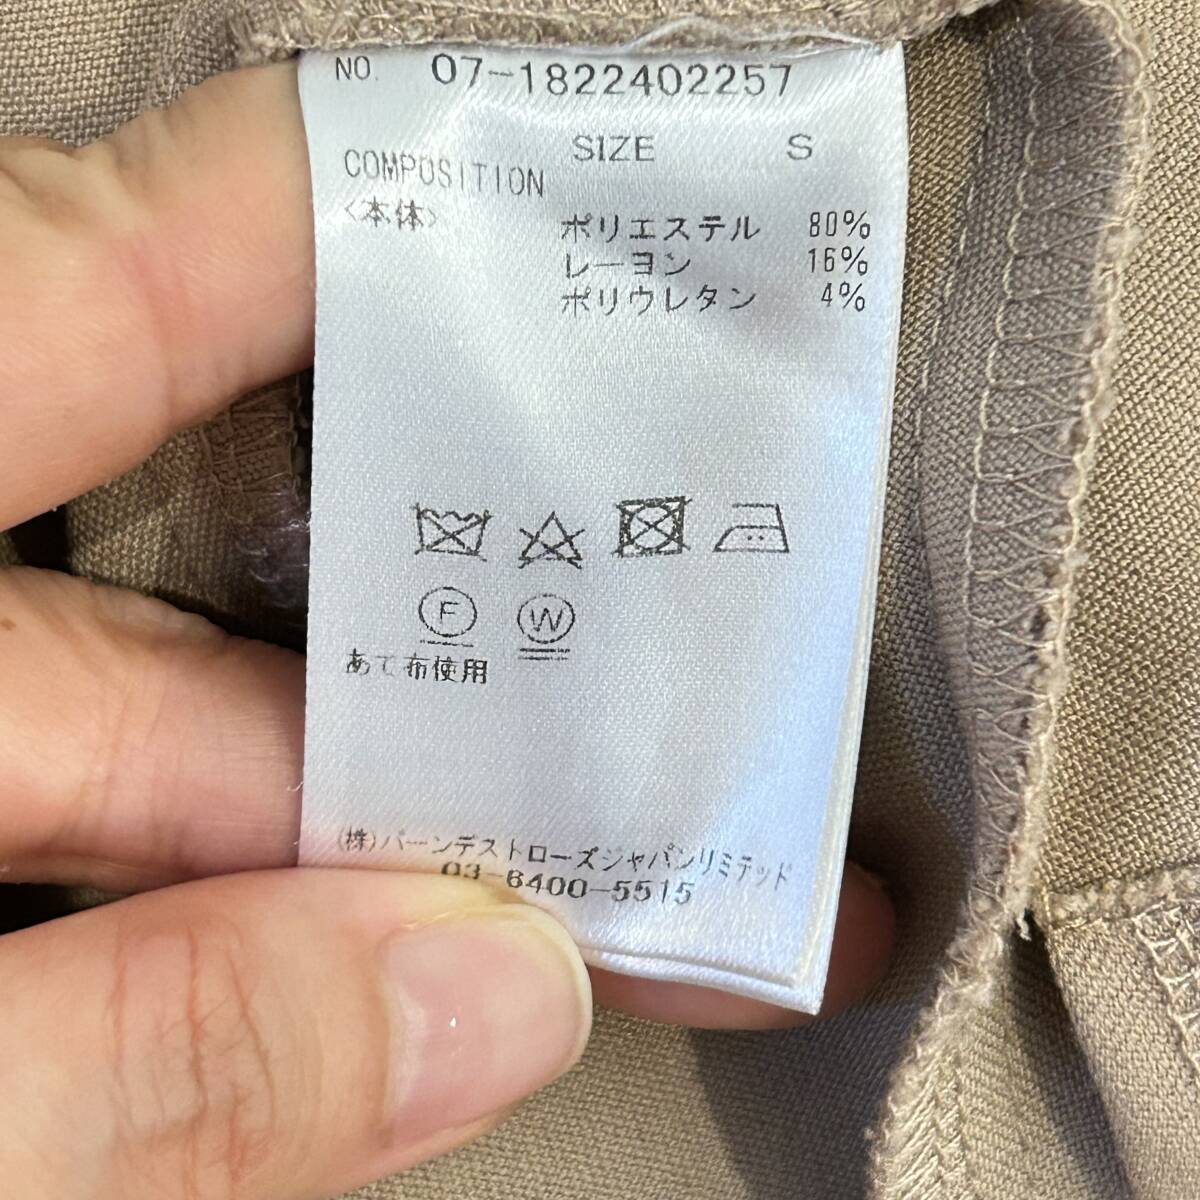 NO. 07-1822402257
SIZE S
COMPOSITION
<本体>
ポリエステル 80%
レーヨン 16%
ポリウレタン 4%
F W
あて布使用
(株)バーンデストローズジャパンリミテッド
03-6400-5515